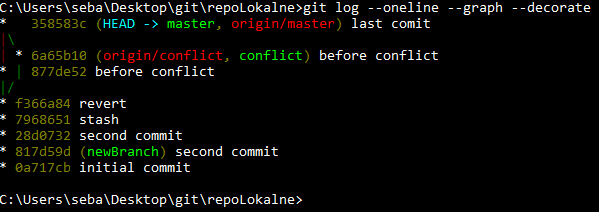 C:\Users\seba\Desktop\git\repoLokalne>git log --oneline --graph --decorate
*   358583c (HEAD -> master, origin/master) last comit
|\
| * 6a65b10 (origin/conflict, conflict) before conflict
* | 877de52 before conflict
|/
* f366a84 revert
* 7968651 stash
* 28d0732 second commit
* 817d59d (newBranch) second commit
* 0a717cb initial commit
C:\Users\seba\Desktop\git\repoLokalne>